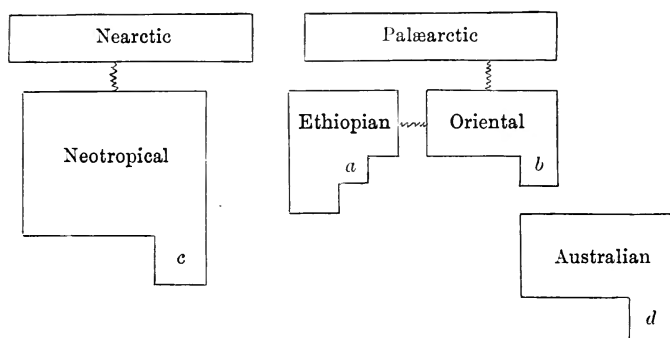 Nearctic
Palæarctic
Ethiopian
Oriental
Neotropical
a
b
c
Australian
d